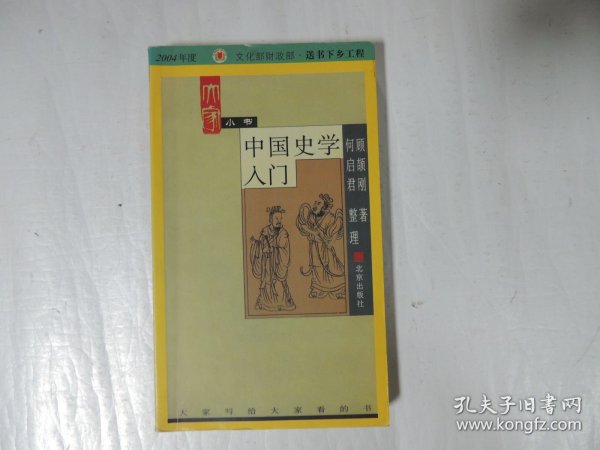 2004年度 文化部财政部·送书下乡工程
大家
小书
中国史学
入门
顾颉刚 著
何启君 整理
北京出版社
大家写给大家看的书
孔夫子旧书网
www.kongfz.com